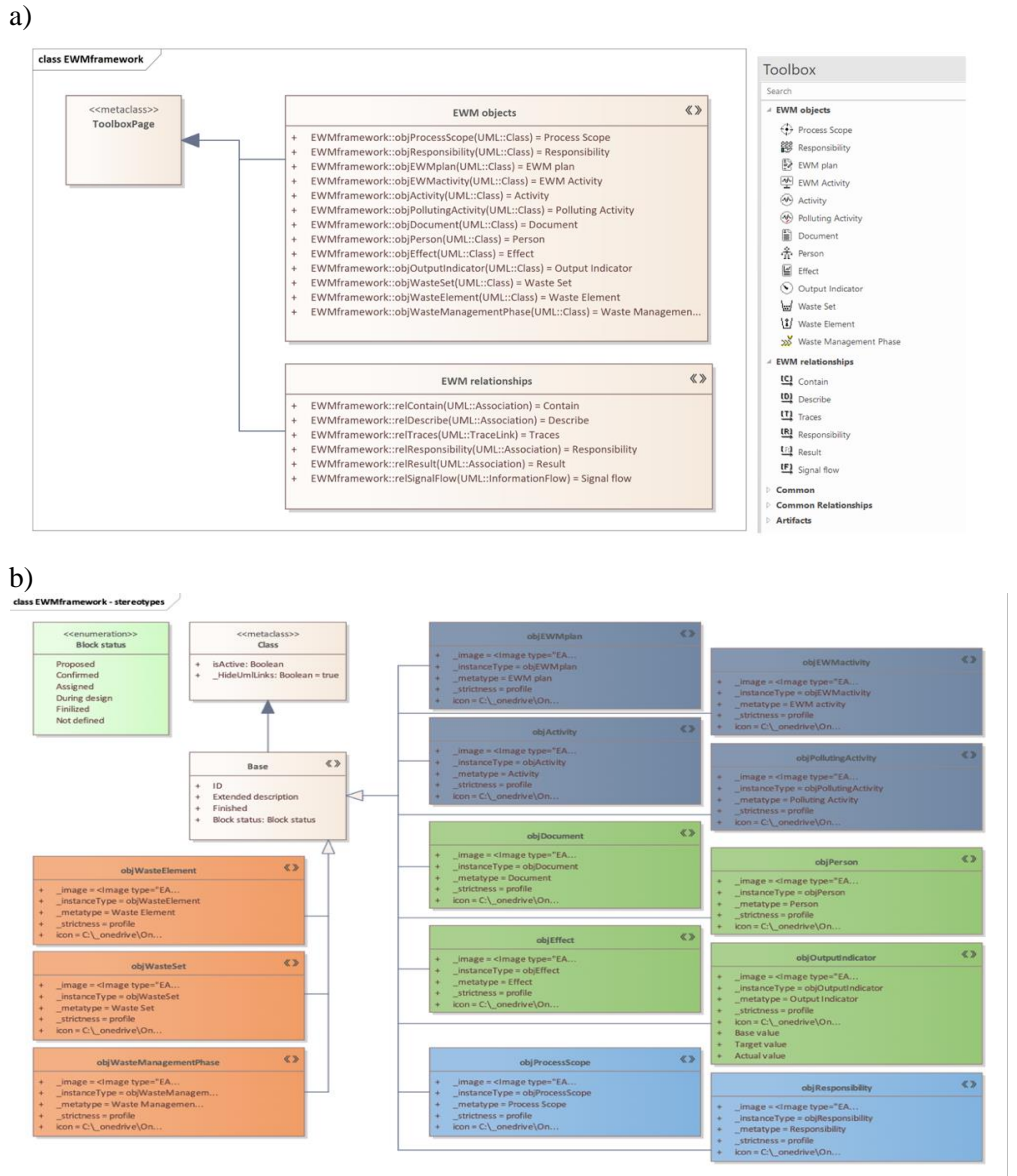 a)
class EWMframework
<<metaclass>>
ToolboxPage
EWM objects
+ EWMframework::objProcessScope(UML::Class) = Process Scope
+ EWMframework::objResponsibility(UML::Class) = Responsibility
+ EWMframework::objEWMplan(UML::Class) = EWM plan
+ EWMframework::objEWMactivity(UML::Class) = EWM Activity
+ EWMframework::objActivity(UML::Class) = Activity
+ EWMframework::objPollutingActivity(UML::Class) = Polluting Activity
+ EWMframework::objDocument(UML::Class) = Document
+ EWMframework::objPerson(UML::Class) = Person
+ EWMframework::objEffect(UML::Class) = Effect
+ EWMframework::objOutputIndicator(UML::Class) = Output Indicator
+ EWMframework::objWasteSet(UML::Class) = Waste Set
+ EWMframework::objWasteElement(UML::Class) = Waste Element
+ EWMframework::objWasteManagementPhase(UML::Class) = Waste Managemen...
EWM relationships
+ EWMframework::relContain(UML::Association) = Contain
+ EWMframework::relDescribe(UML::Association) = Describe
+ EWMframework::relTraces(UML::TraceLink) = Traces
+ EWMframework::relResponsibility(UML::Association) = Responsibility
+ EWMframework::relResult(UML::Association) = Result
+ EWMframework::relSignalFlow(UML::InformationFlow) = Signal flow
Toolbox
Search
EWM objects
Process Scope
Responsibility
EWM plan
EWM Activity
Activity
Polluting Activity
Document
Person
Effect
Output Indicator
Waste Set
Waste Element
Waste Management Phase
EWM relationships
[C] Contain
[D] Describe
[T] Traces
[R] Responsibility
Result
[F] Signal flow
Common
Common Relationships
Artifacts
b)
class EWMframework - stereotypes
<<enumeration>>
Block status
Proposed
Confirmed
Assigned
During design
Finilized
Not defined
<<metaclass>>
Class
+ isActive: Boolean
+ _HideUmlLinks: Boolean = true
Base
+ ID
+ Extended description
+ Finished
+ Block status: Block status
objWasteElement
+ _image = <Image type="EA...
+ _instanceType = objWasteElement
+ _metatype = Waste Element
+ _strictness = profile
+ icon = C:\_onedrive\On...
objWasteSet
+ _image = <Image type="EA...
+ _instanceType = objWasteSet
+ _metatype = Waste Set
+ _strictness = profile
+ icon = C:\_onedrive\On...
objWasteManagementPhase
+ _image = <Image type="EA...
+ _instanceType = objWasteManagem...
+ _metatype = Waste Managemen...
+ _strictness = profile
+ icon = C:\_onedrive\On...
objEWMplan
+ _image = <Image type="EA...
+ _instanceType = objEWMplan
+ _metatype = EWM plan
+ _strictness = profile
+ icon = C:\_onedrive\On...
objEWMactivity
+ _image = <Image type="EA...
+ _instanceType = objEWMactivity
+ _metatype = EWM activity
+ _strictness = profile
+ icon = C:\_onedrive\On...
objActivity
+ _image = <Image type="EA...
+ _instanceType = objActivity
+ _metatype = Activity
+ _strictness = profile
+ icon = C:\_onedrive\On...
objPollutingActivity
+ _image = <Image type="EA...
+ _instanceType = objPollutingActivity
+ _metatype = Polluting Activity
+ _strictness = profile
+ icon = C:\_onedrive\On...
objDocument
+ _image = <Image type="EA...
+ _instanceType = objDocument
+ _metatype = Document
+ _strictness = profile
+ icon = C:\_onedrive\On...
objPerson
+ _image = <Image type="EA...
+ _instanceType = objPerson
+ _metatype = Person
+ _strictness = profile
+ icon = C:\_onedrive\On...
objEffect
+ _image = <Image type="EA...
+ _instanceType = objEffect
+ _metatype = Effect
+ _strictness = profile
+ icon = C:\_onedrive\On...
objOutputIndicator
+ _image = <Image type="EA...
+ _instanceType = objOutputIndicator
+ _metatype = Output Indicator
+ _strictness = profile
+ icon = C:\_onedrive\On...
+ Base value
+ Target value
+ Actual value
objProcessScope
+ _image = <Image type="EA...
+ _instanceType = objProcessScope
+ _metatype = Process Scope
+ _strictness = profile
+ icon = C:\_onedrive\On...
objResponsibility
+ _image = <Image type="EA...
+ _instanceType = objResponsibility
+ _metatype = Responsibility
+ _strictness = profile
+ icon = C:\_onedrive\On...